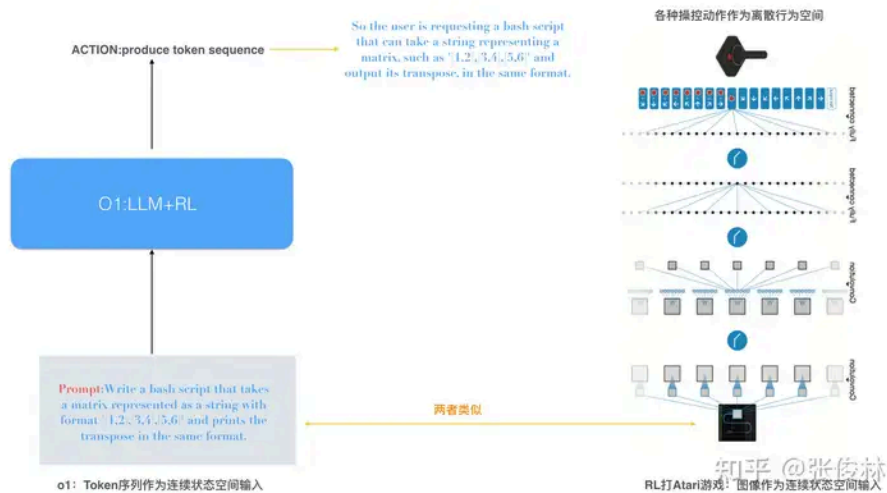 各种操控动作作为离散行为空间
ACTION:produce token sequence
So the user is requesting a bash script
that can take a string representing a
matrix, such as "[1,2],[3,4],[5,6]" and
output its transpose, in the same format.
Fully connected
Fully connected
O1:LLM+RL
Convolution
Convolution
Prompt:Write a bash script that takes
a matrix represented as a string with
format "[1,2],[3,4],[5,6]" and prints the
transpose in the same format.
两者类似
知乎 @张俊林
o1：Token序列作为连续状态空间输入
RL打Atari游戏：图像作为连续状态空间输入